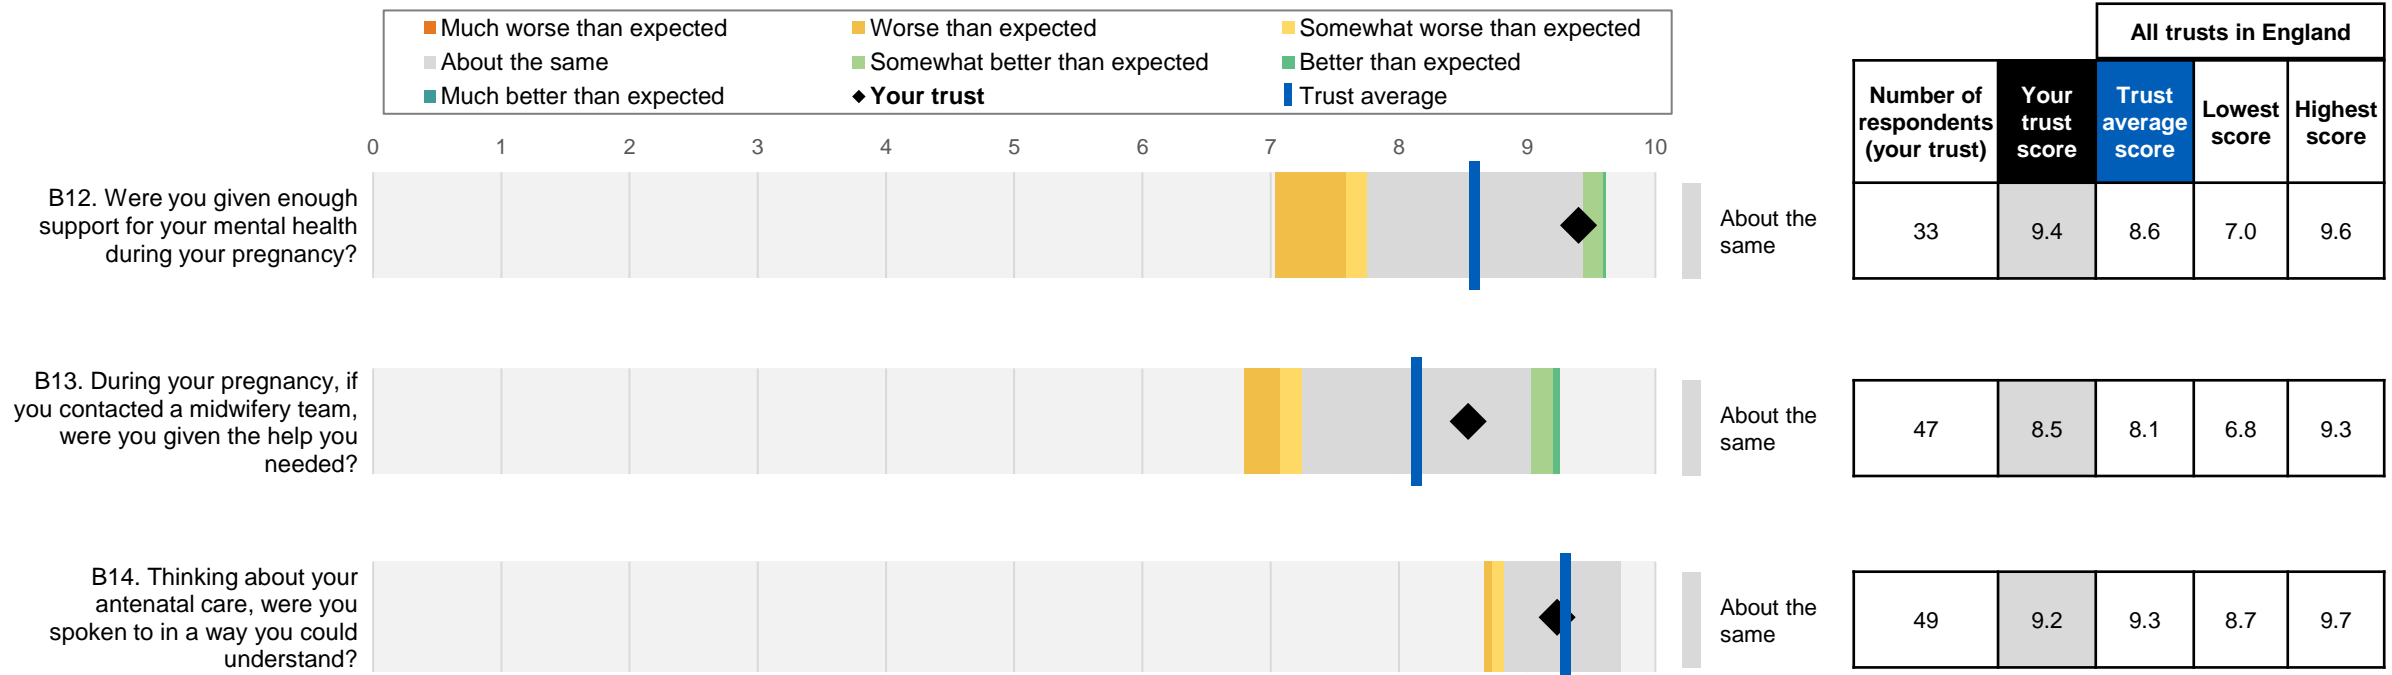 Much worse than expected
Worse than expected
Somewhat worse than expected
About the same
Somewhat better than expected
Better than expected
Much better than expected
Your trust
Trust average
All trusts in England
Number of
respondents
(your trust)
Your
trust
score
Trust
average
score
Lowest
score
Highest
score
0 1 2 3 4 5 6 7 8 9 10
B12. Were you given enough
support for your mental health
during your pregnancy?
About the
same
33 9.4 8.6 7.0 9.6
B13. During your pregnancy, if
you contacted a midwifery team,
were you given the help you
needed?
About the
same
47 8.5 8.1 6.8 9.3
B14. Thinking about your
antenatal care, were you
spoken to in a way you could
understand?
About the
same
49 9.2 9.3 8.7 9.7